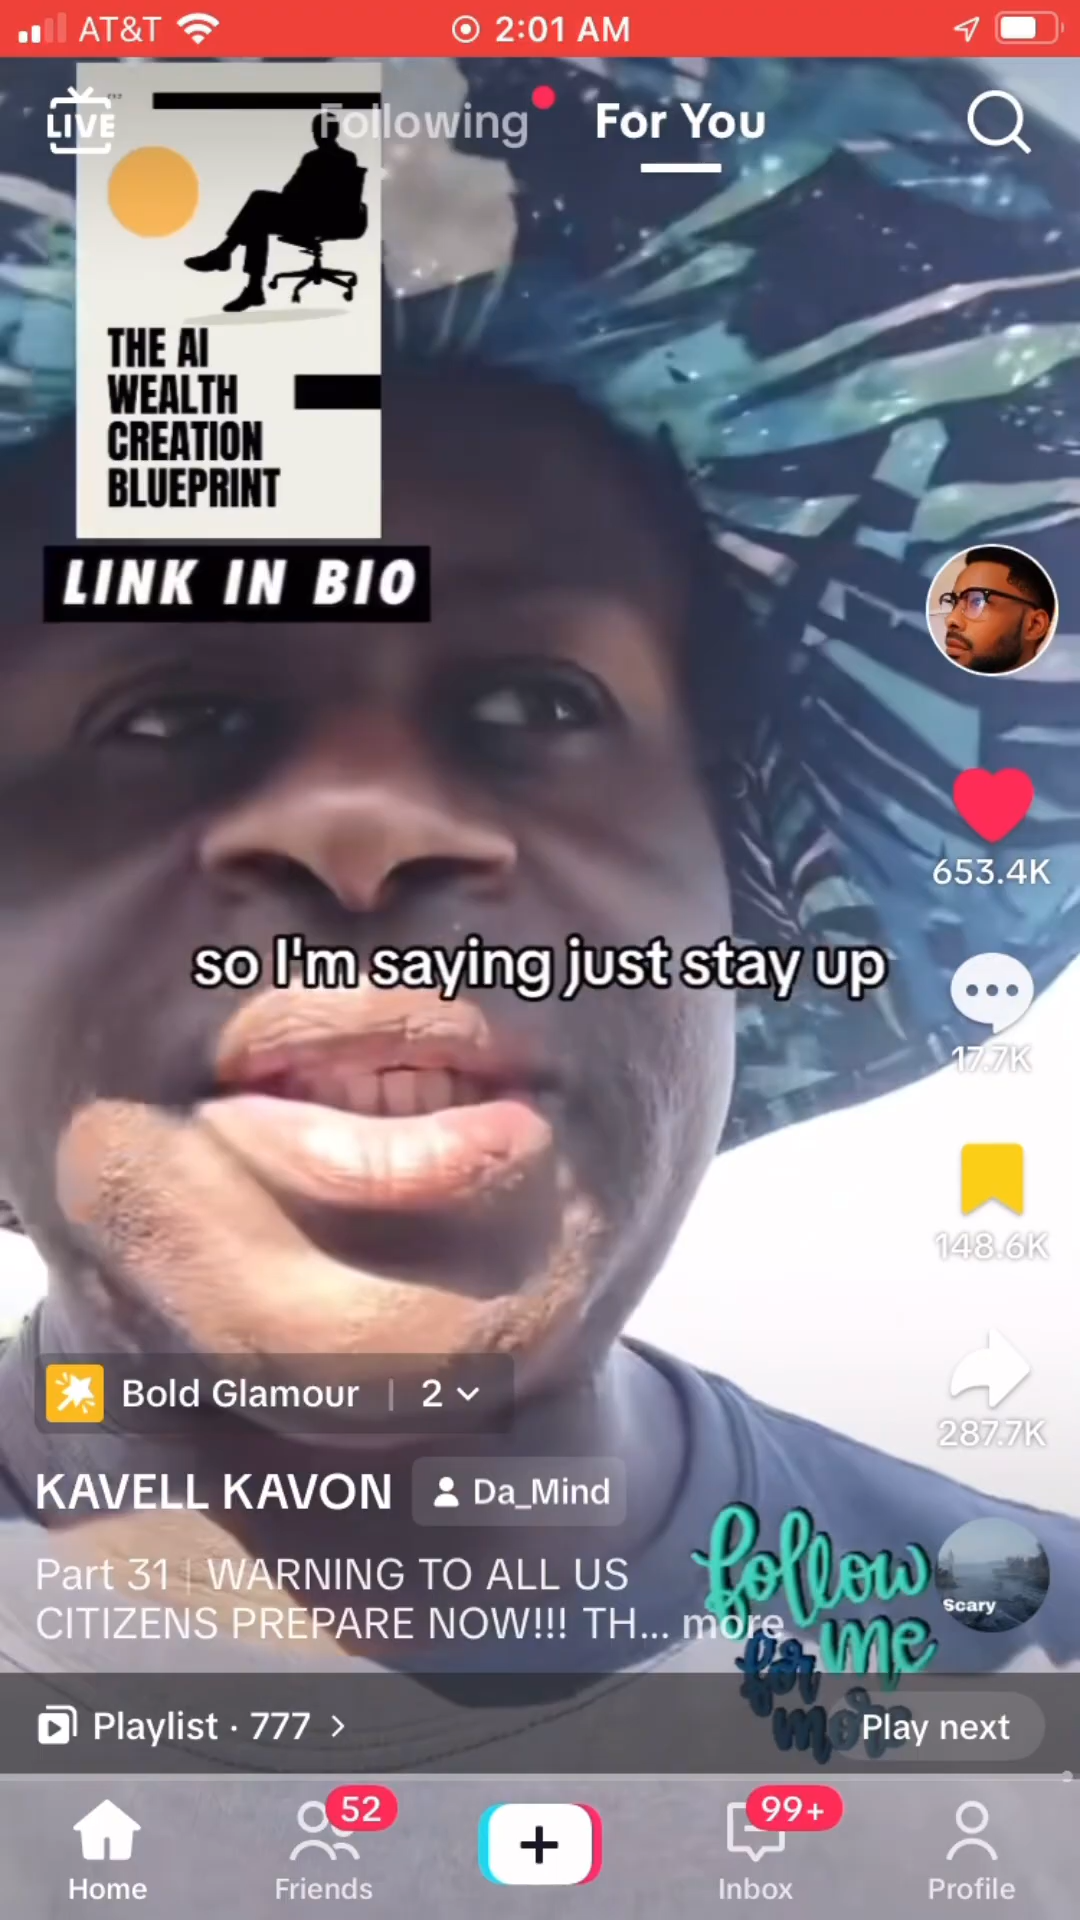 AT&T 2:01 AM
LIVE Following For You
THE AI
WEALTH
CREATION
BLUEPRINT
LINK IN BIO
653.4K
so I'm saying just stay up
17.7K
148.6K
Bold Glamour | 2
287.7K
KAVELL KAVON Da_Mind
Part 31 | WARNING TO ALL US
CITIZENS PREPARE NOW!!! TH... more
follow
me
for
more
Scary
Playlist · 777 > Play next
52
99+
Home Friends Inbox Profile